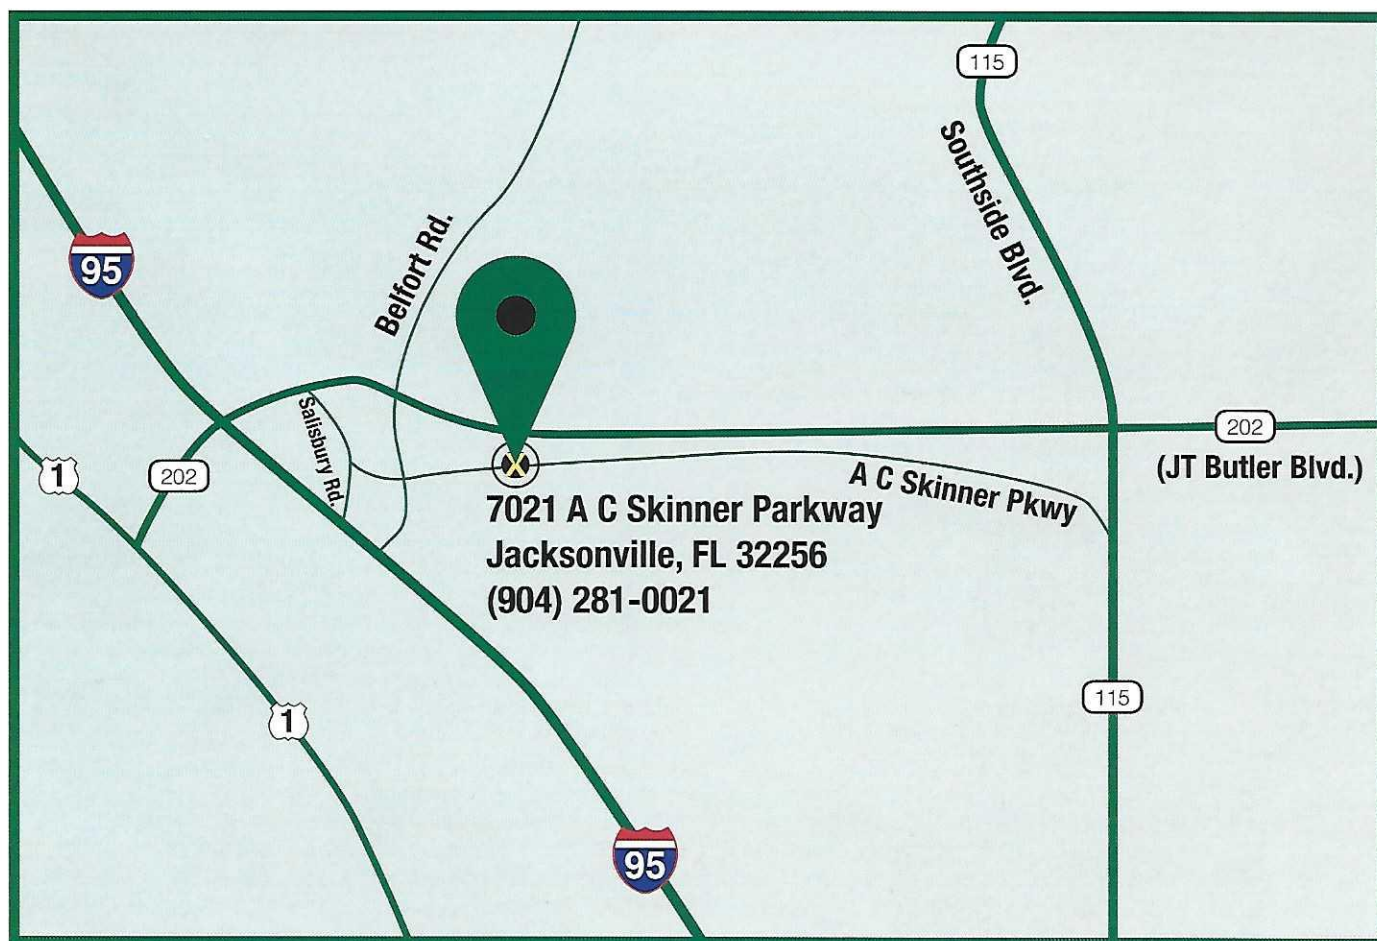 115
Southside Blvd.
Belfort Rd.
95
Salisbury Rd.
202
(JT Butler Blvd.)
1
202
A C Skinner Pkwy
X
7021 A C Skinner Parkway
Jacksonville, FL 32256
(904) 281-0021
115
1
95